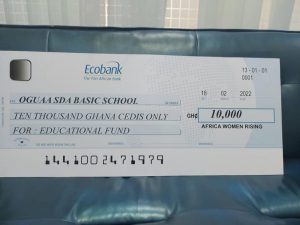 Ecobank
The Pan African Bank
13-01-01
0001
16 02 2022
OGUAA SDA BASIC SCHOOL
TEN THOUSAND GHANA CEDIS ONLY
GH¢ 10,000
FOR : EDUCATIONAL FUND
AFRICA WOMEN RISING
1441002471979